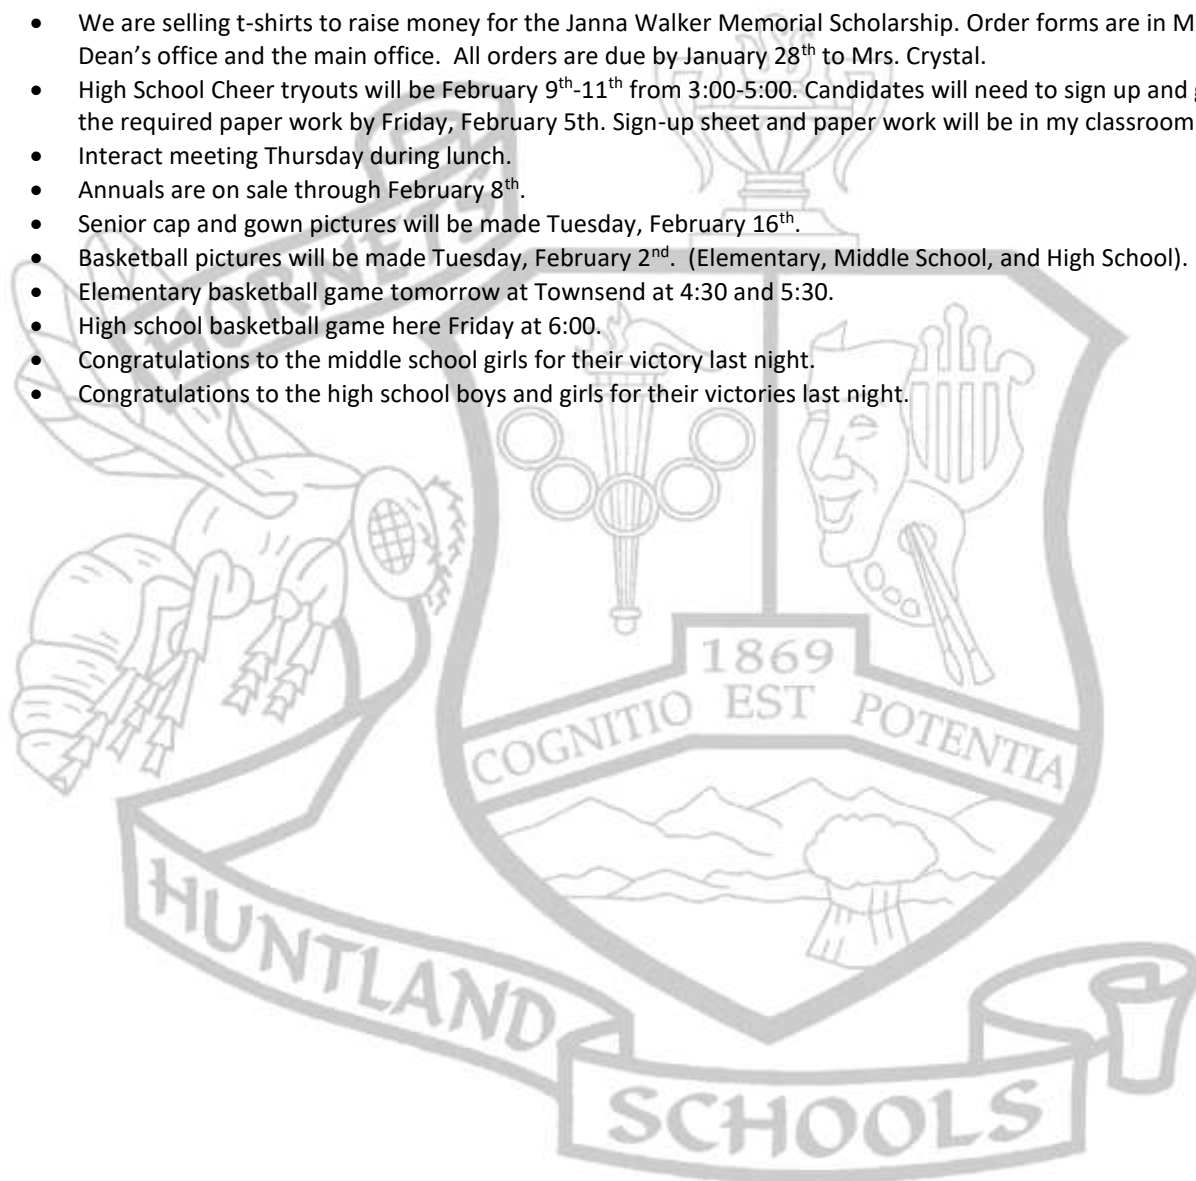 • We are selling t-shirts to raise money for the Janna Walker Memorial Scholarship. Order forms are in M
Dean’s office and the main office.  All orders are due by January 28th to Mrs. Crystal.
• High School Cheer tryouts will be February 9th-11th from 3:00-5:00. Candidates will need to sign up and
the required paper work by Friday, February 5th. Sign-up sheet and paper work will be in my classroom
• Interact meeting Thursday during lunch.
• Annuals are on sale through February 8th.
• Senior cap and gown pictures will be made Tuesday, February 16th.
• Basketball pictures will be made Tuesday, February 2nd.  (Elementary, Middle School, and High School).
• Elementary basketball game tomorrow at Townsend at 4:30 and 5:30.
• High school basketball game here Friday at 6:00.
• Congratulations to the middle school girls for their victory last night.
• Congratulations to the high school boys and girls for their victories last night.
HORNETS
1869
COGNITIO EST POTENTIA
HUNTLAND
SCHOOLS